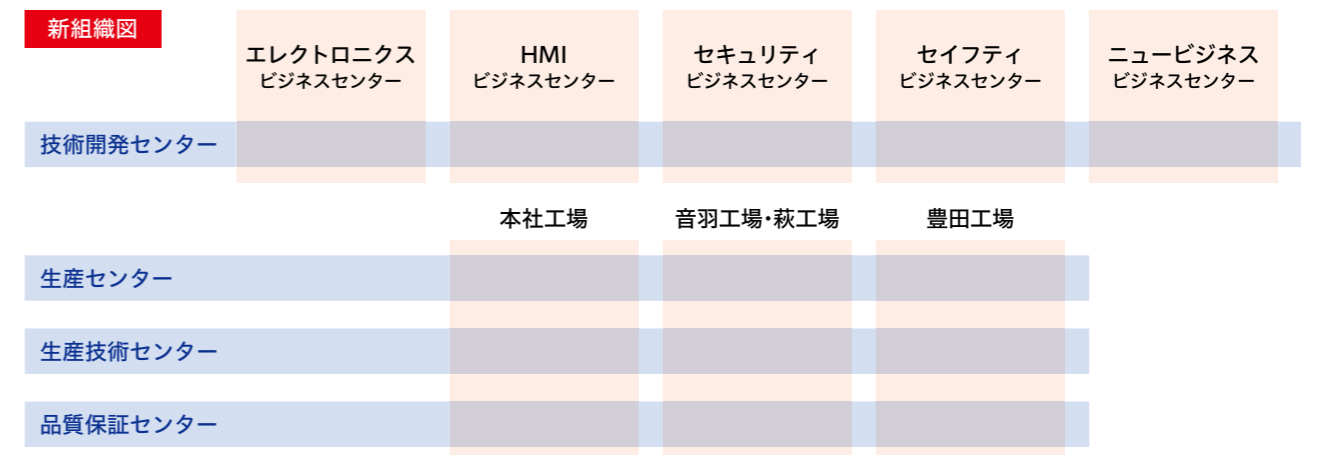 新組織図
エレクトロニクス
ビジネスセンター
HMI
ビジネスセンター
セキュリティ
ビジネスセンター
セイフティ
ビジネスセンター
ニュービジネス
ビジネスセンター
技術開発センター
本社工場
音羽工場・萩工場
豊田工場
生産センター
生産技術センター
品質保証センター